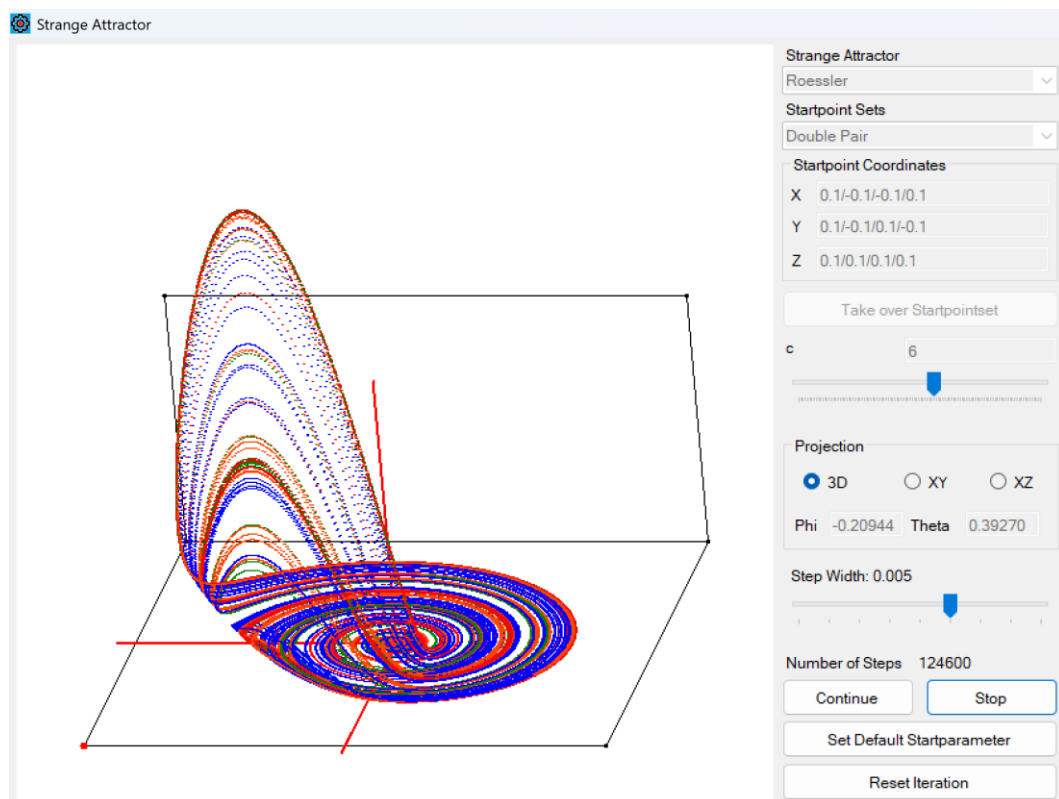 Strange Attractor
Strange Attractor
Roessler
Startpoint Sets
Double Pair
Startpoint Coordinates
X 0.1/-0.1/-0.1/0.1
Y 0.1/-0.1/0.1/-0.1
Z 0.1/0.1/0.1/0.1
Take over Startpointset
c 6
Projection
3D XY XZ
Phi -0.20944 Theta 0.39270
Step Width: 0.005
Number of Steps 124600
Continue Stop
Set Default Startparameter
Reset Iteration